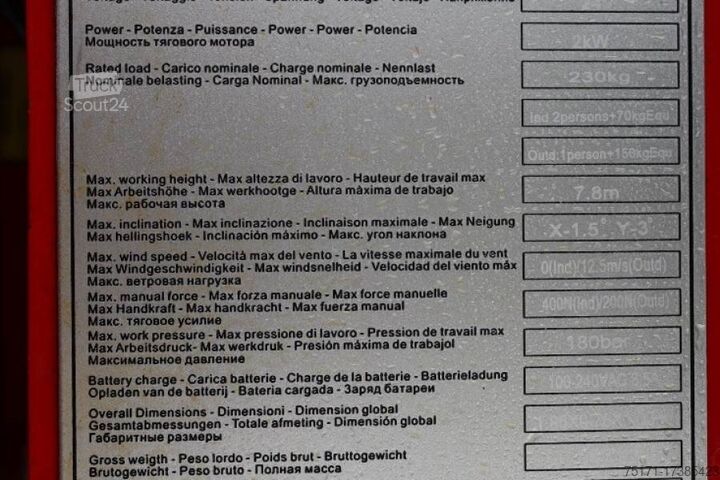 Power - Potenza - Puissance - Power - Power - Potencia
Мощность тягового мотора
2kW
Rated load - Carico nominale - Charge nominale - Nennlast
Nominale belasting - Carga Nominal - Макс. грузоподъемность
230kg
Truck
Scout24
Ind 2persons+70kgEqu
Outd:1person+150kgEqu
Max. working height - Max altezza di lavoro - Hauteur de travail max
Max Arbeitshöhe - Max werkhootge - Altura màxima de trabajo
Макс. рабочая высота
7.8m
Max. inclination - Max inclinazione - Inclinaison maximale - Max Neigung
Max hellingshoek - Inclinación máximo - Макс. угол наклона
X-1.5° Y-3°
Max. wind speed - Velocità max del vento - La vitesse maximale du vent
Max Windgeschwindigkeit - Max windsnelheid - Velocidad del viento máx
Макс. ветровая нагрузка
0(Ind)/12.5m/s(Outd)
Max. manual force - Max forza manuale - Max force manuelle
Max Handkraft - Max handkracht - Max fuerza manual
Макс. тяговое усилие
400N(Ind)/200N(Outd)
Max. work pressure - Max pressione di lavoro - Pression de travail max
Max Arbeitsdruck- Max werkdruk - Presión máxima de trabajol
Максимальное давление
Battery charge - Carica batterie - Charge de la batterie - Batterieladung
Opladen van de batterij - Bateria cargada - Заряд батареи
Overall Dimensions - Dimensioni - Dimension global
Gesamtabmessungen - Totale afmeting - Dimensión global
Габаритные размеры
Gross weigth - Peso lordo - Poids brut - Bruttogewicht
Brutogewicht - Peso bruto - Полная масса